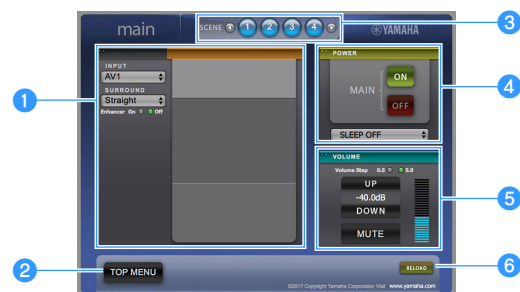 main
SCENE 1 2 3 4
YAMAHA
3
1
INPUT
AV1
SURROUND
Straight
Enhancer On Off
POWER
MAIN
ON
OFF
SLEEP OFF
4
VOLUME
Volume Step 0.5 5.0
UP
-40.0dB
DOWN
MUTE
5
2
TOP MENU
RELOAD
6
©2017 Copyright Yamaha Corporation Visit www.yamaha.com